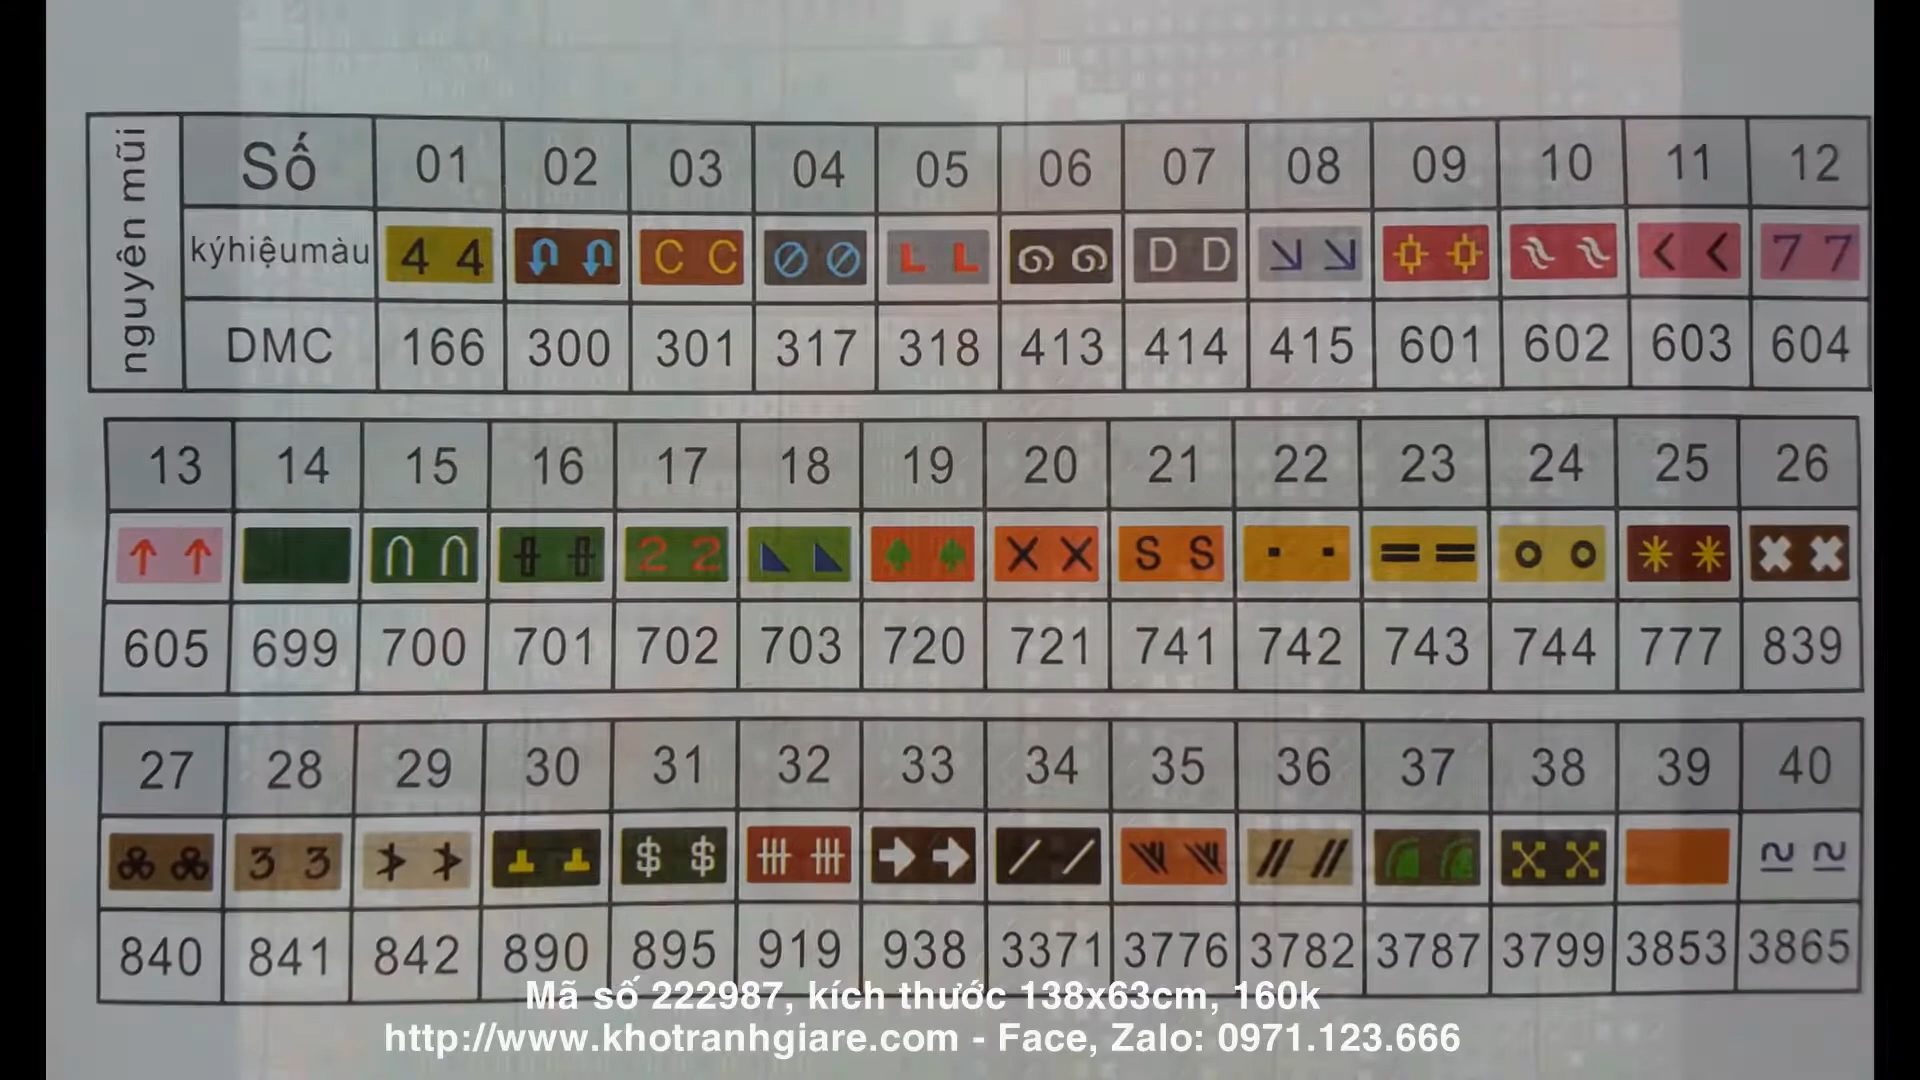 nguyên mũi
Số 01 02 03 04 05 06 07 08 09 10 11 12
kýhiệumàu 4 4 C C L L D D 7 7
DMC 166 300 301 317 318 413 414 415 601 602 603 604
13 14 15 16 17 18 19 20 21 22 23 24 25 26
2 2 S S
605 699 700 701 702 703 720 721 741 742 743 744 777 839
27 28 29 30 31 32 33 34 35 36 37 38 39 40
3 3 $ $
840 841 842 890 895 919 938 3371 3776 3782 3787 3799 3853 3865
Mã số 222987, kích thước 138x63cm, 160k
http://www.khotranhgiare.com - Face, Zalo: 0971.123.666